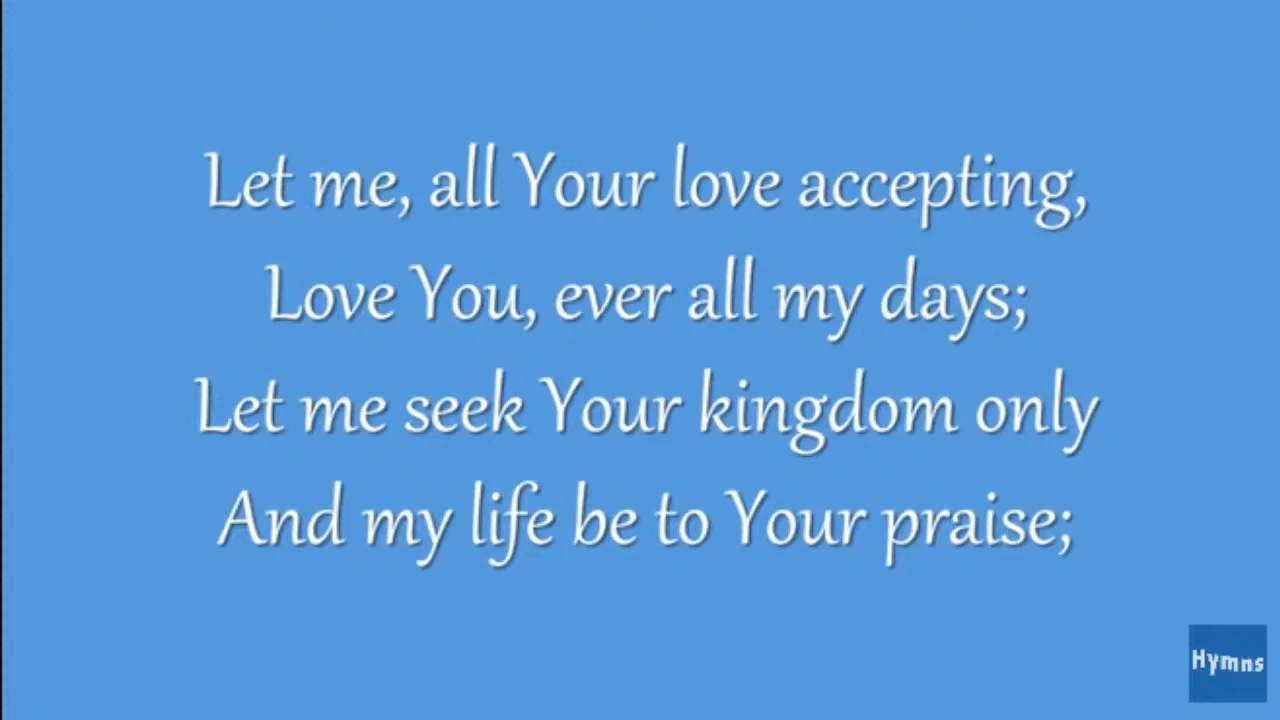 Let me, all Your love accepting,
Love You, ever all my days;
Let me seek Your kingdom only
And my life be to Your praise;
Hymns